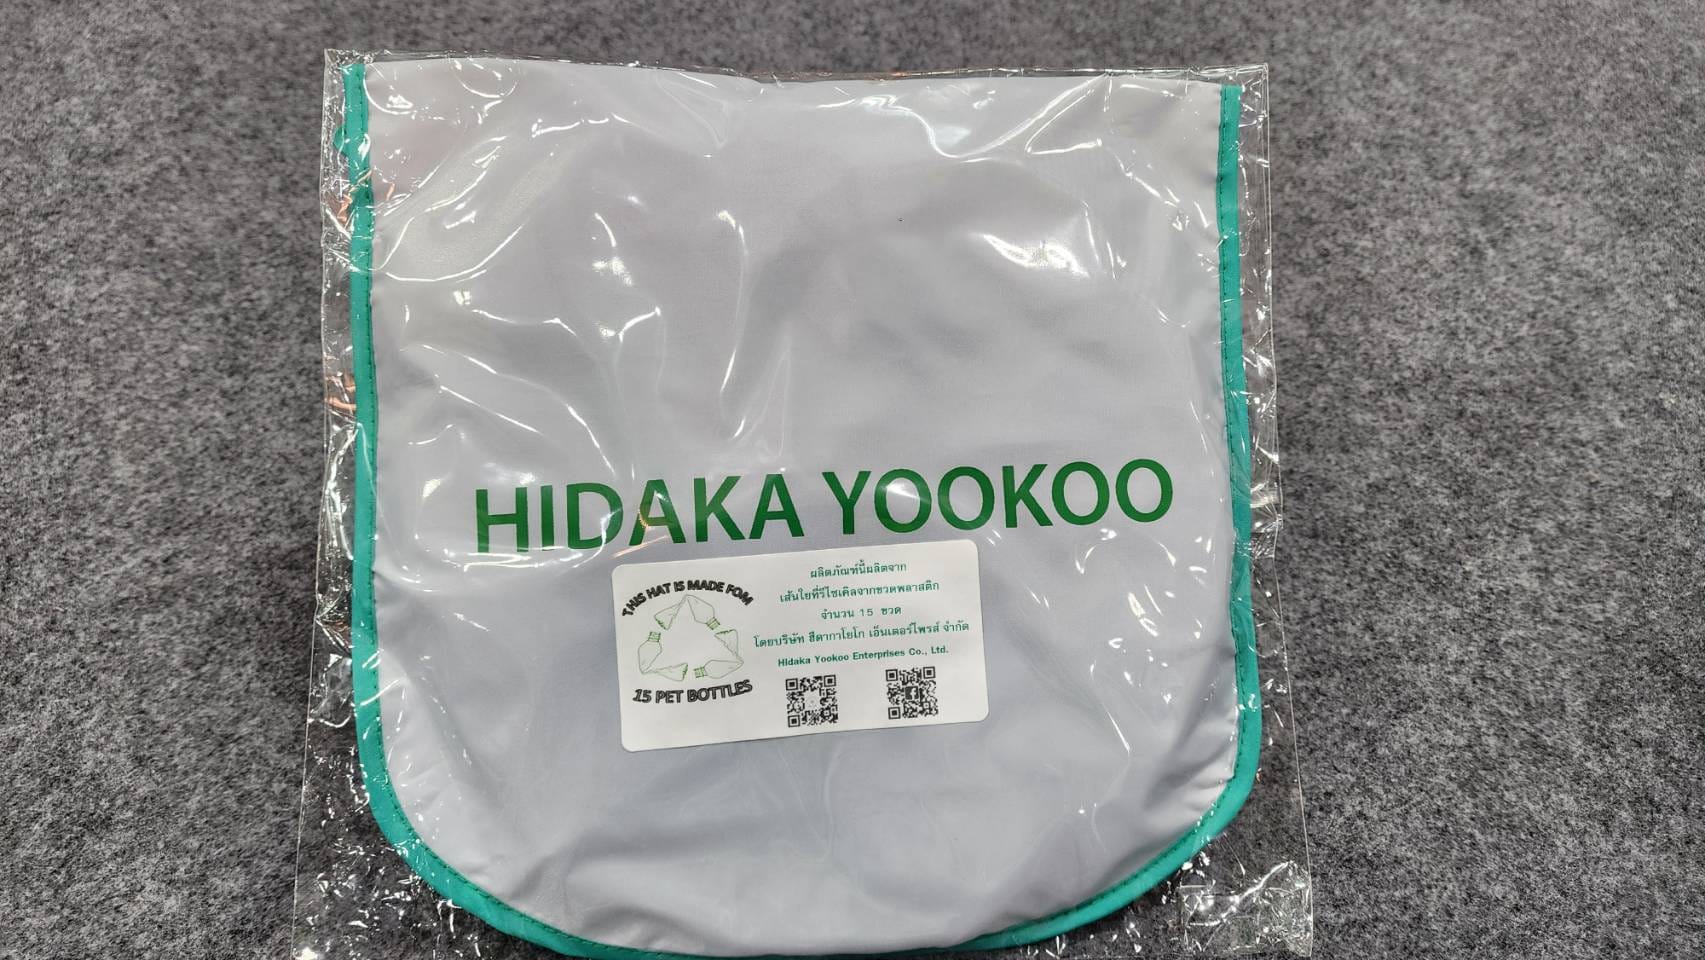 HIDAKA YOOKOO
THIS HAT IS MADE FOM
15 PET BOTTLES
ผลิตภัณฑ์นี้ผลิตจาก
เส้นใยที่รีไซเคิลจากขวดพลาสติก
จำนวน 15 ขวด
โดยบริษัท ฮีดากาโยโก เอ็นเตอร์ไพรส์ จำกัด
Hidaka Yookoo Enterprises Co., Ltd.